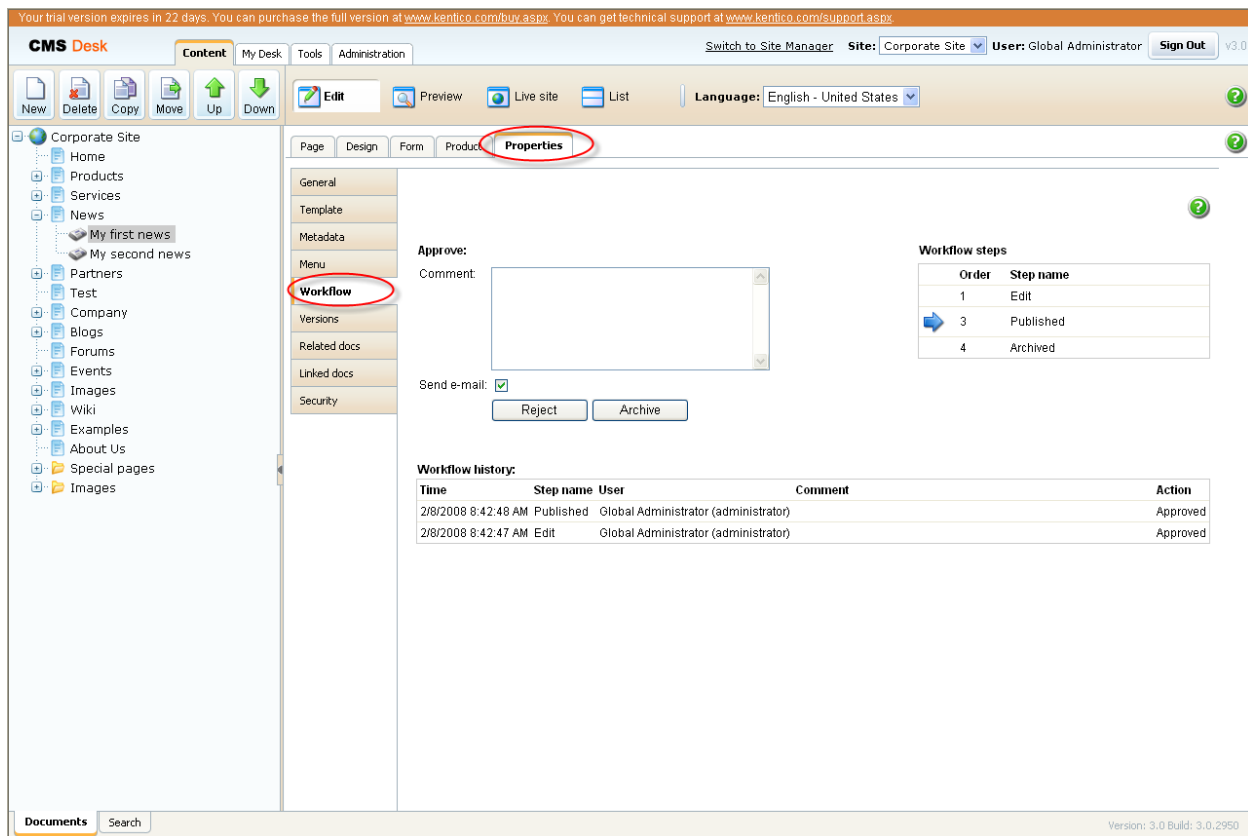 Your trial version expires in 22 days. You can purchase the full version at www.kentico.com/buy.aspx. You can get technical support at www.kentico.com/support.aspx.
CMS Desk
Content My Desk Tools Administration
Switch to Site Manager Site: Corporate Site User: Global Administrator Sign Out v3.0
New Delete Copy Move Up Down
Edit Preview Live site List Language: English - United States
Corporate Site
Home
Products
Services
News
My first news
My second news
Partners
Test
Company
Blogs
Forums
Events
Images
Wiki
Examples
About Us
Special pages
Images
Page Design Form Product Properties
General
Template
Metadata
Menu
Workflow
Versions
Related docs
Linked docs
Security
Approve:
Comment:
Send e-mail:
Reject Archive
Workflow steps
Order Step name
1 Edit
3 Published
4 Archived
Workflow history:
Time Step name User Comment Action
2/8/2008 8:42:48 AM Published Global Administrator (administrator) Approved
2/8/2008 8:42:47 AM Edit Global Administrator (administrator) Approved
Documents Search
Version: 3.0 Build: 3.0.2950